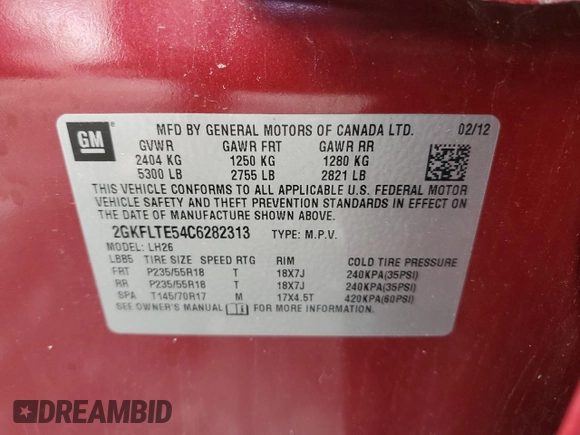 GM
MFD BY GENERAL MOTORS OF CANADA LTD. 02/12
GVWR GAWR FRT GAWR RR
2404 KG 1250 KG 1280 KG
5300 LB 2755 LB 2821 LB
THIS VEHICLE CONFORMS TO ALL APPLICABLE U.S. FEDERAL MOTOR
VEHICLE SAFETY AND THEFT PREVENTION STANDARDS IN EFFECT ON
THE DATE OF MANUFACTURE SHOWN ABOVE.
2GKFLTE54C6282313 TYPE: M.P.V.
MODEL: LH26
LBB5 TIRE SIZE SPEED RTG RIM COLD TIRE PRESSURE
FRT P235/55R18 T 18X7J 240KPA(35PSI)
RR P235/55R18 T 18X7J 240KPA(35PSI)
SPA T145/70R17 M 17X4.5T 420KPA(60PSI)
SEE OWNER'S MANUAL FOR MORE INFORMATION.
DREAMBID